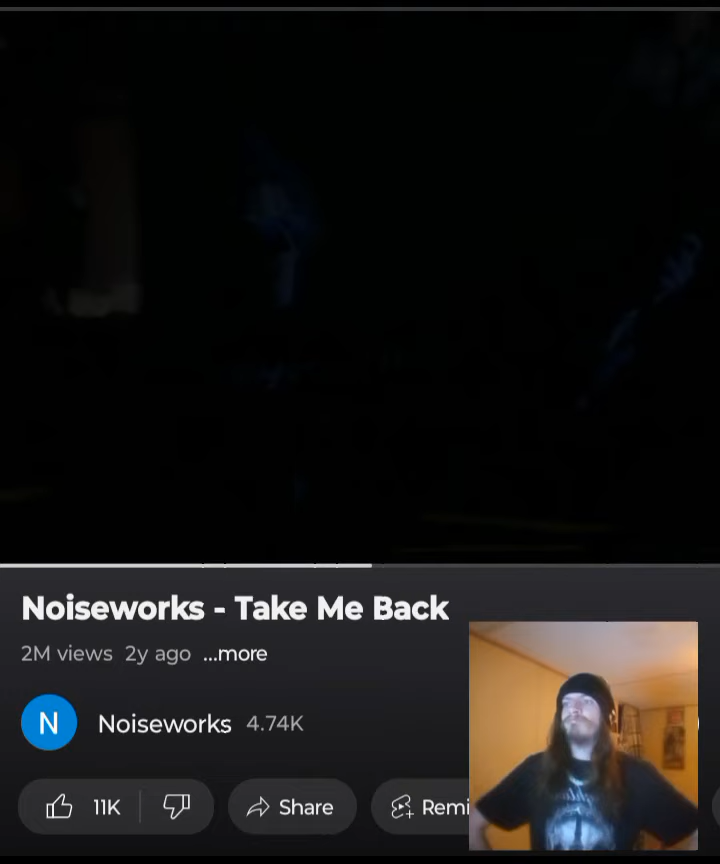 Noiseworks - Take Me Back
2M views 2y ago ...more
N Noiseworks 4.74K
11K Share Remi